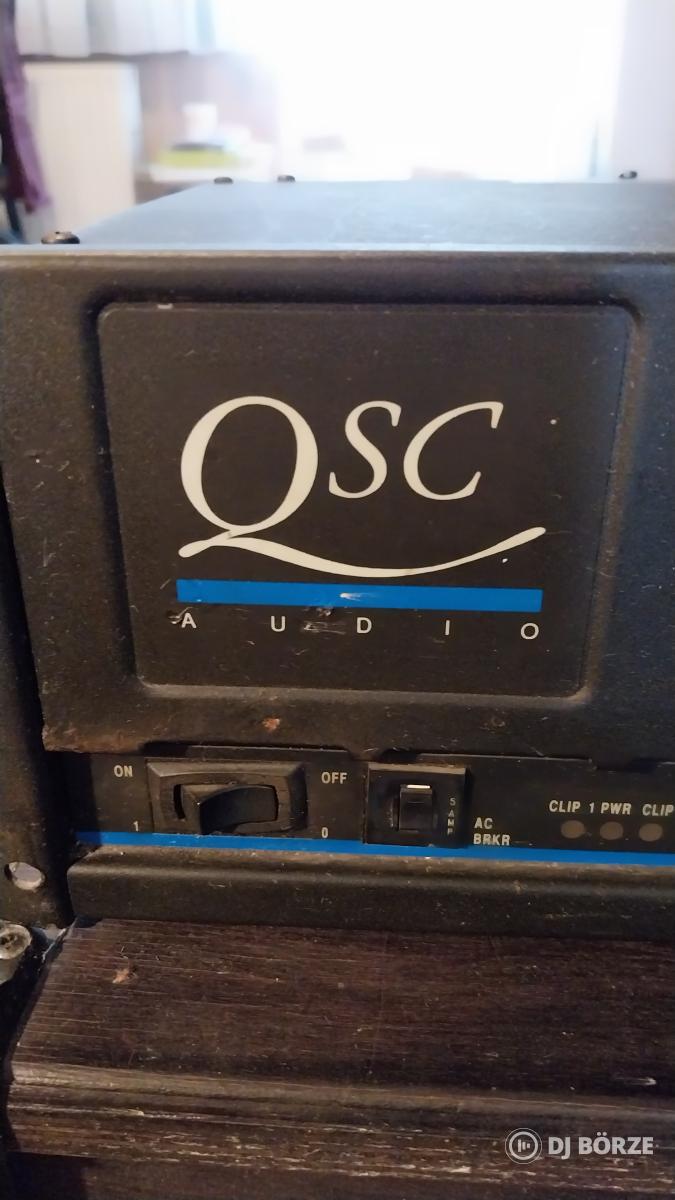 QSC
AUDIO
ON OFF
1 0
5 AMP
AC
BRKR
CLIP 1 PWR CLIP
DJ BÖRZE